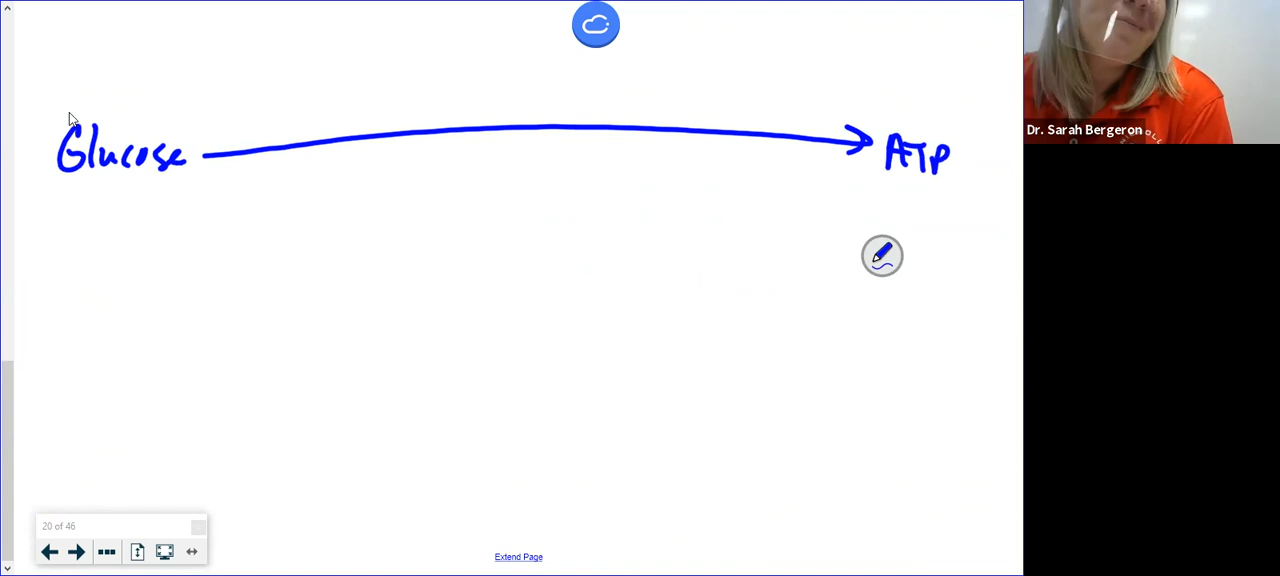 Glucose → ATP
Dr. Sarah Bergeron
20 of 46
Extend Page